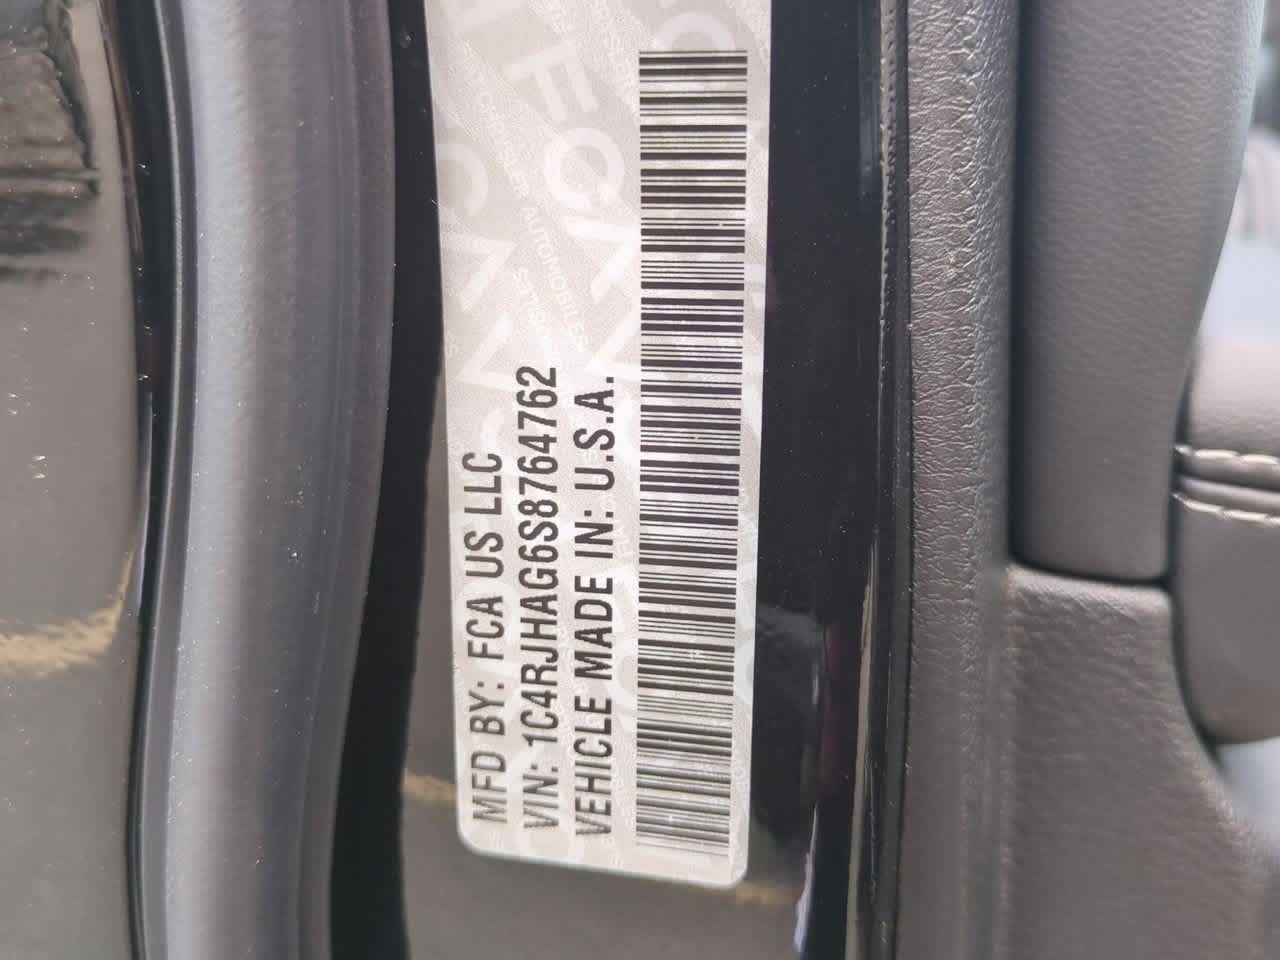 MFD BY: FCA US LLC
VIN: 1C4RJHAG6S8764762
VEHICLE MADE IN: U.S.A.